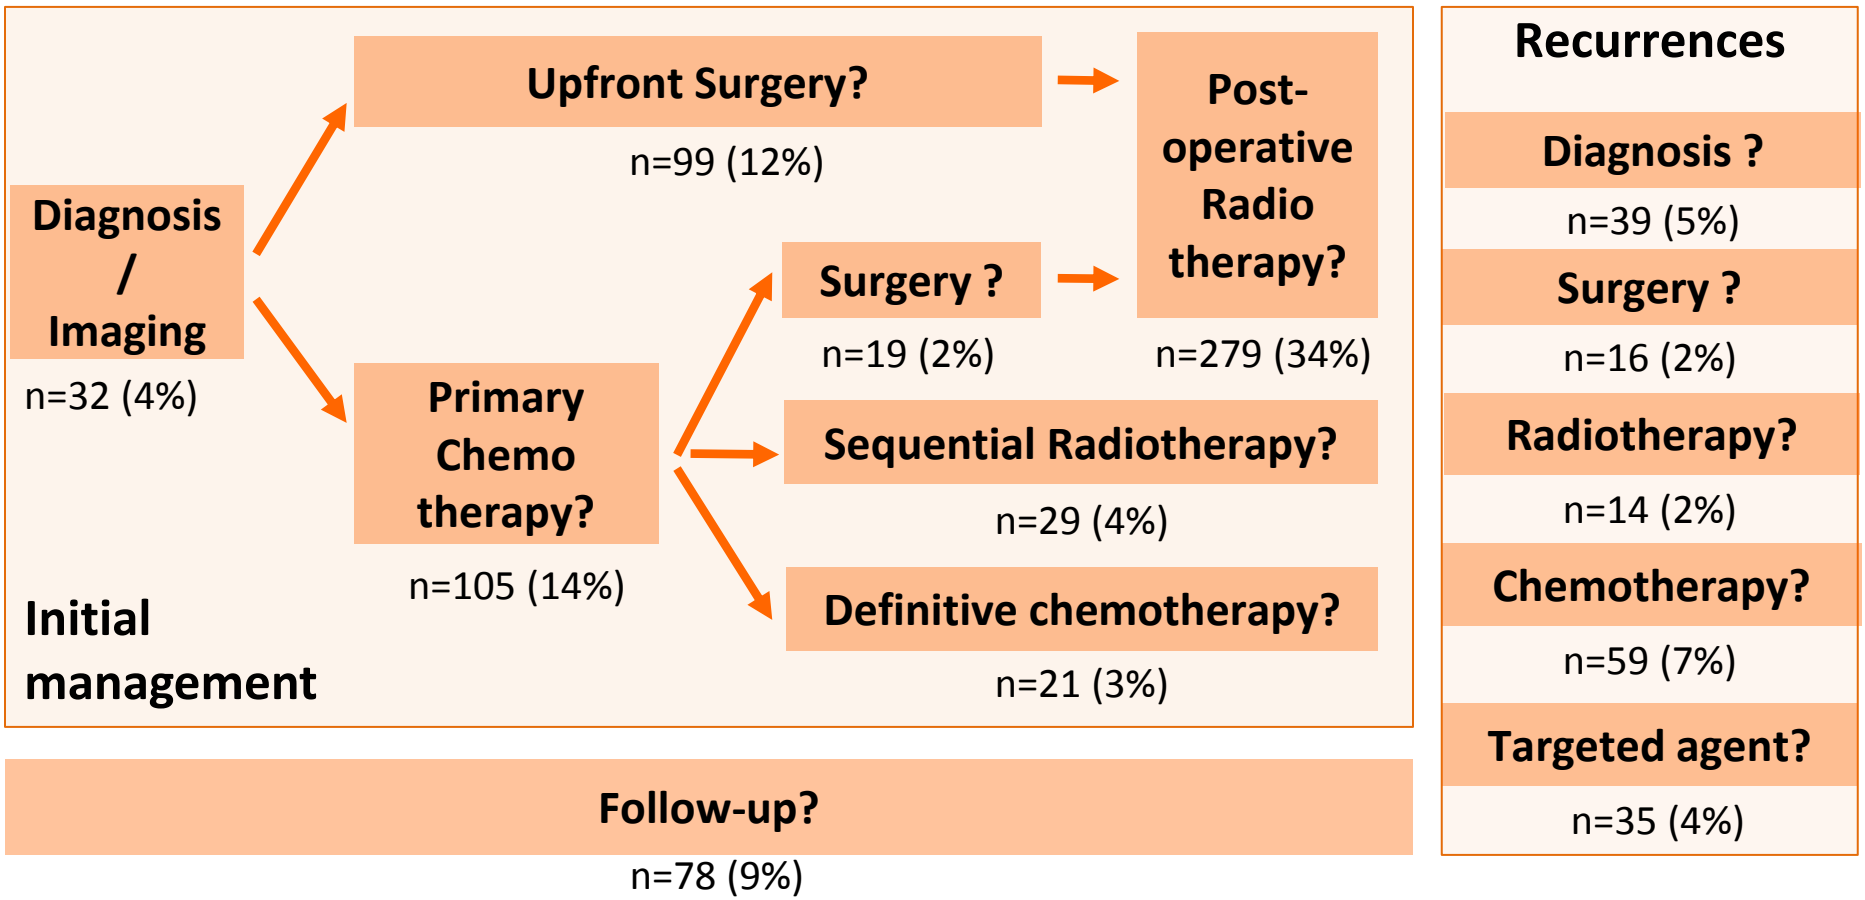 Upfront Surgery?
n=99 (12%)
Post-
operative
Radio
therapy?
n=279 (34%)
Diagnosis
/
Imaging
n=32 (4%)
Surgery ?
n=19 (2%)
Primary
Chemo
therapy?
n=105 (14%)
Sequential Radiotherapy?
n=29 (4%)
Definitive chemotherapy?
n=21 (3%)
Initial
management
Follow-up?
n=78 (9%)
Recurrences
Diagnosis ?
n=39 (5%)
Surgery ?
n=16 (2%)
Radiotherapy?
n=14 (2%)
Chemotherapy?
n=59 (7%)
Targeted agent?
n=35 (4%)